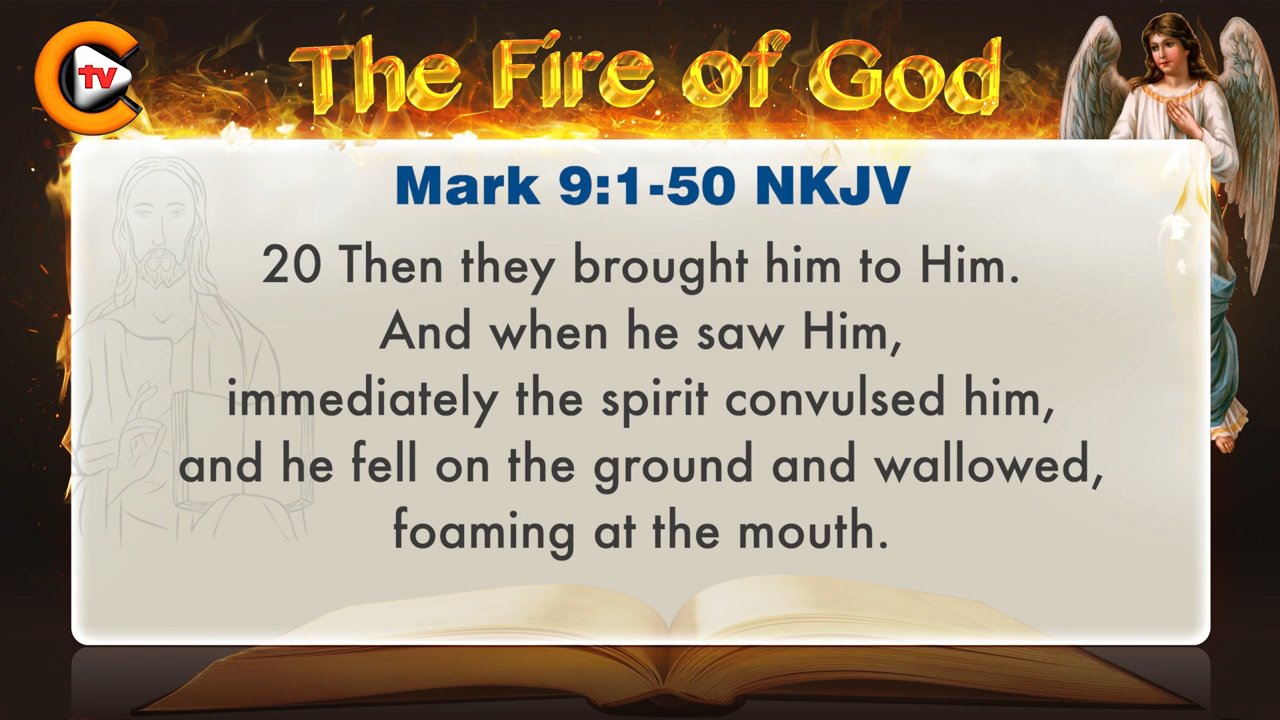 tv
The Fire of God
Mark 9:1-50 NKJV
20 Then they brought him to Him.
And when he saw Him,
immediately the spirit convulsed him,
and he fell on the ground and wallowed,
foaming at the mouth.